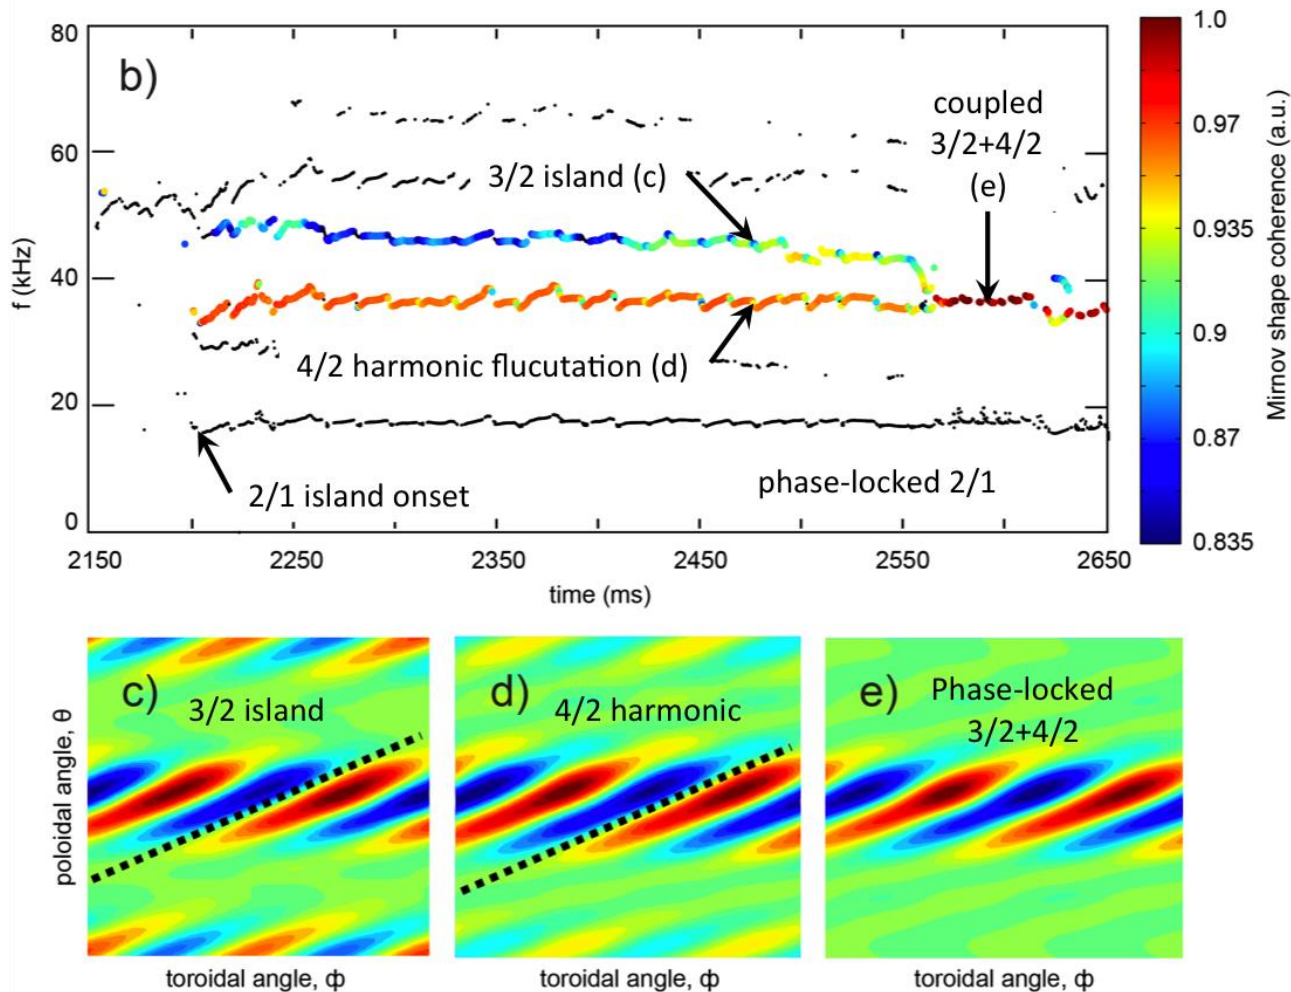 80
60
40
20
0
f (kHz)
b)
3/2 island (c)
coupled
3/2+4/2
(e)
4/2 harmonic flucutation (d)
2/1 island onset
phase-locked 2/1
2150
2250
2350
2450
2550
2650
time (ms)
1.0
0.97
0.935
0.9
0.87
0.835
Mirnov shape coherence (a.u.)
poloidal angle, θ
c)
3/2 island
toroidal angle, ϕ
d)
4/2 harmonic
toroidal angle, ϕ
e)
Phase-locked
3/2+4/2
toroidal angle, ϕ